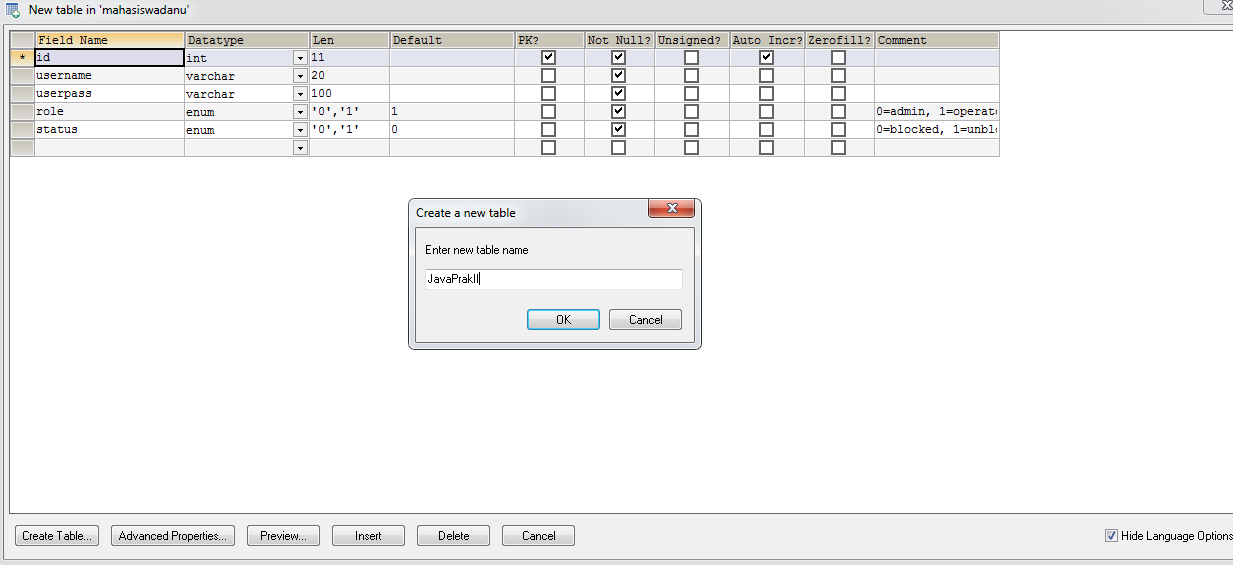 New table in 'mahasiswadanu'
Field Name Datatype Len Default PK? Not Null? Unsigned? Auto Incr? Zerofill? Comment
* id int 11
username varchar 20
userpass varchar 100
role enum '0','1' 1 0=admin, 1=operato
status enum '0','1' 0 0=blocked, 1=unblo
Create a new table
Enter new table name
JavaPrakII
OK Cancel
Create Table... Advanced Properties... Preview... Insert Delete Cancel Hide Language Options